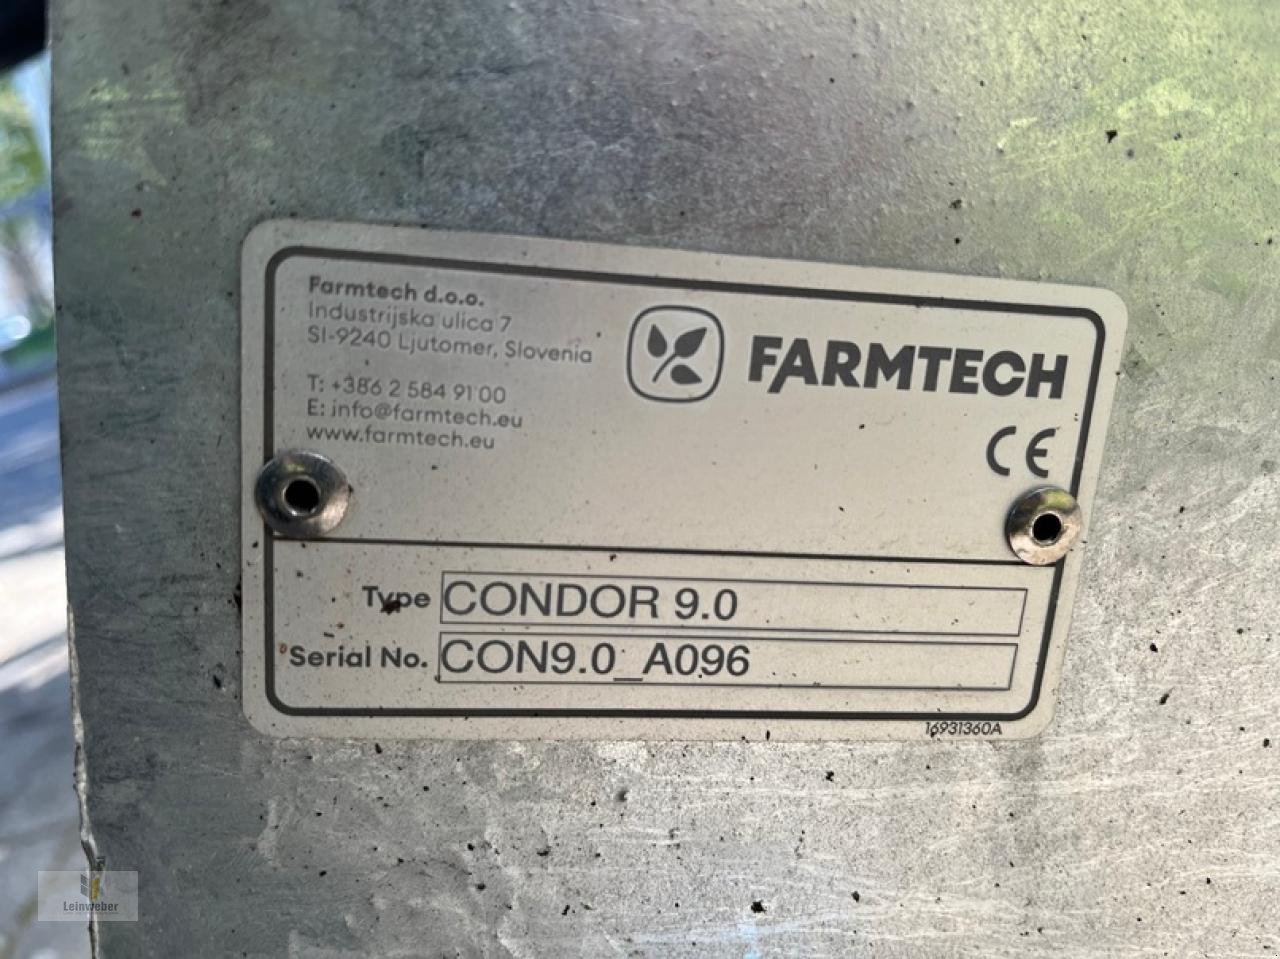 Farmtech d.o.o.
Industrijska ulica 7
SI-9240 Ljutomer, Slovenia
T: +386 2 584 91 00
E: info@farmtech.eu
www.farmtech.eu
FARMTECH
CE
Type CONDOR 9.0
Serial No. CON9.0_A096
16931360A
Leinweber